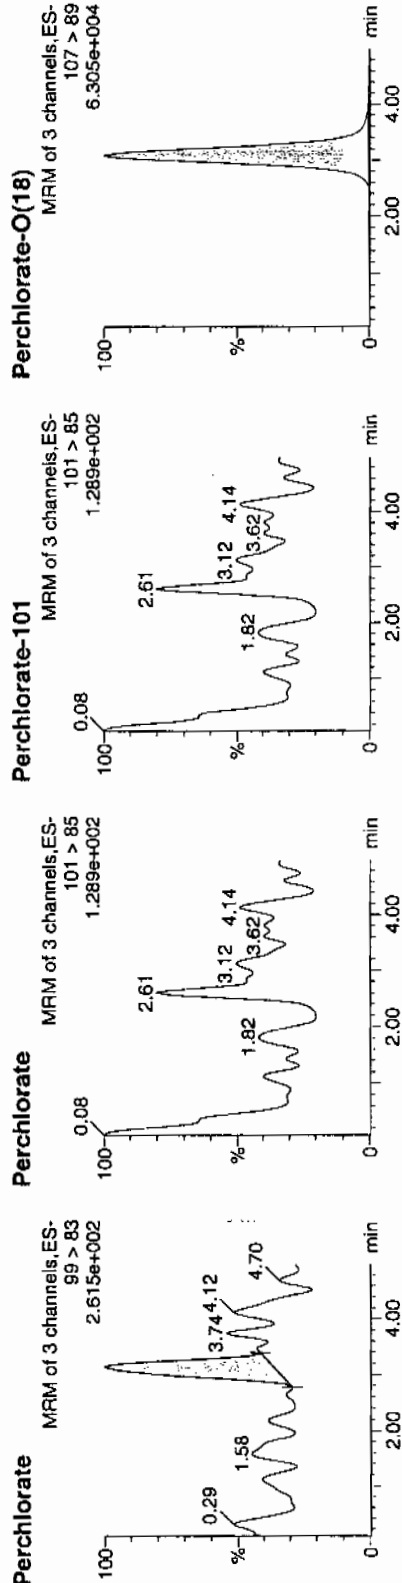 Perchlorate
MRM of 3 channels,ES-
99 > 83
2.615e+002
100
%
0
0.29
1.58
3.74
4.12
4.70
2.00
4.00
min
Perchlorate
MRM of 3 channels,ES-
101 > 85
1.289e+002
100
%
0
0.08
1.82
2.61
3.12
3.62
4.14
2.00
4.00
min
Perchlorate-101
MRM of 3 channels,ES-
101 > 85
1.289e+002
100
%
0
0.08
1.82
2.61
3.12
3.62
4.14
2.00
4.00
min
Perchlorate-O(18)
MRM of 3 channels,ES-
107 > 89
6.305e+004
100
%
0
2.00
4.00
min